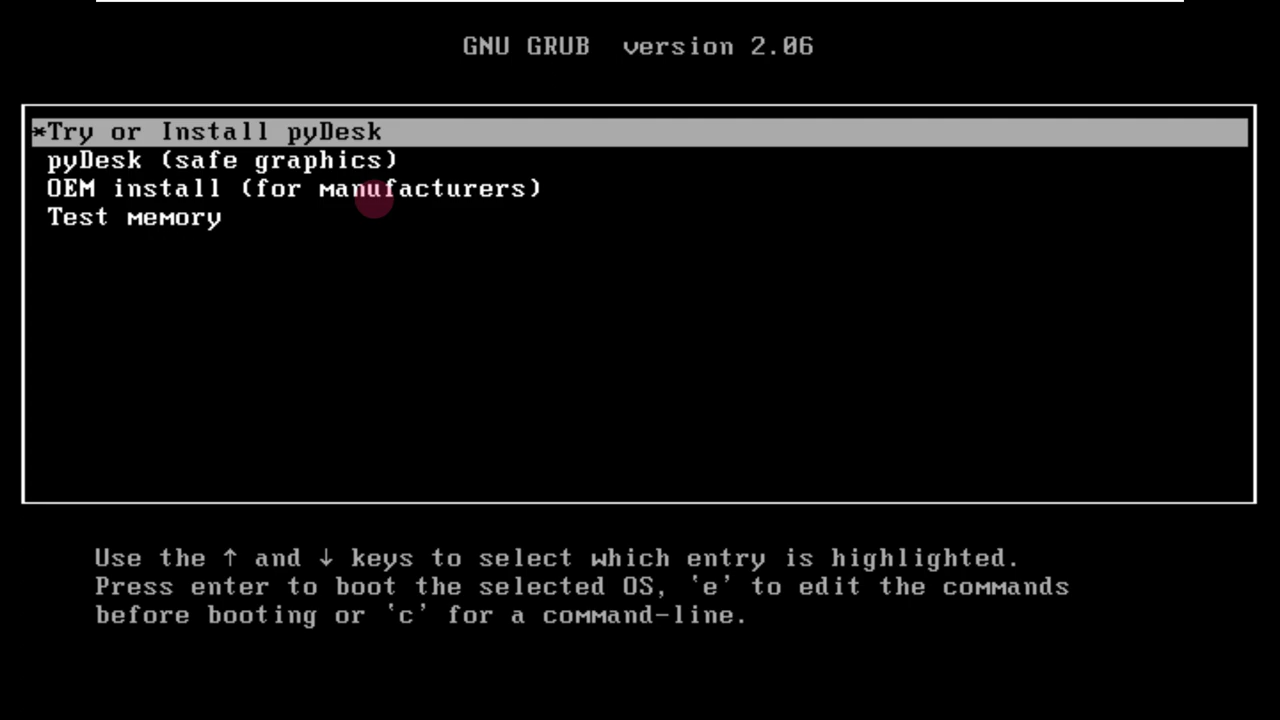 GNU GRUB version 2.06
*Try or Install pyDesk
pyDesk (safe graphics)
OEM install (for manufacturers)
Test memory
Use the ↑ and ↓ keys to select which entry is highlighted.
Press enter to boot the selected OS, `e' to edit the commands
before booting or `c' for a command-line.